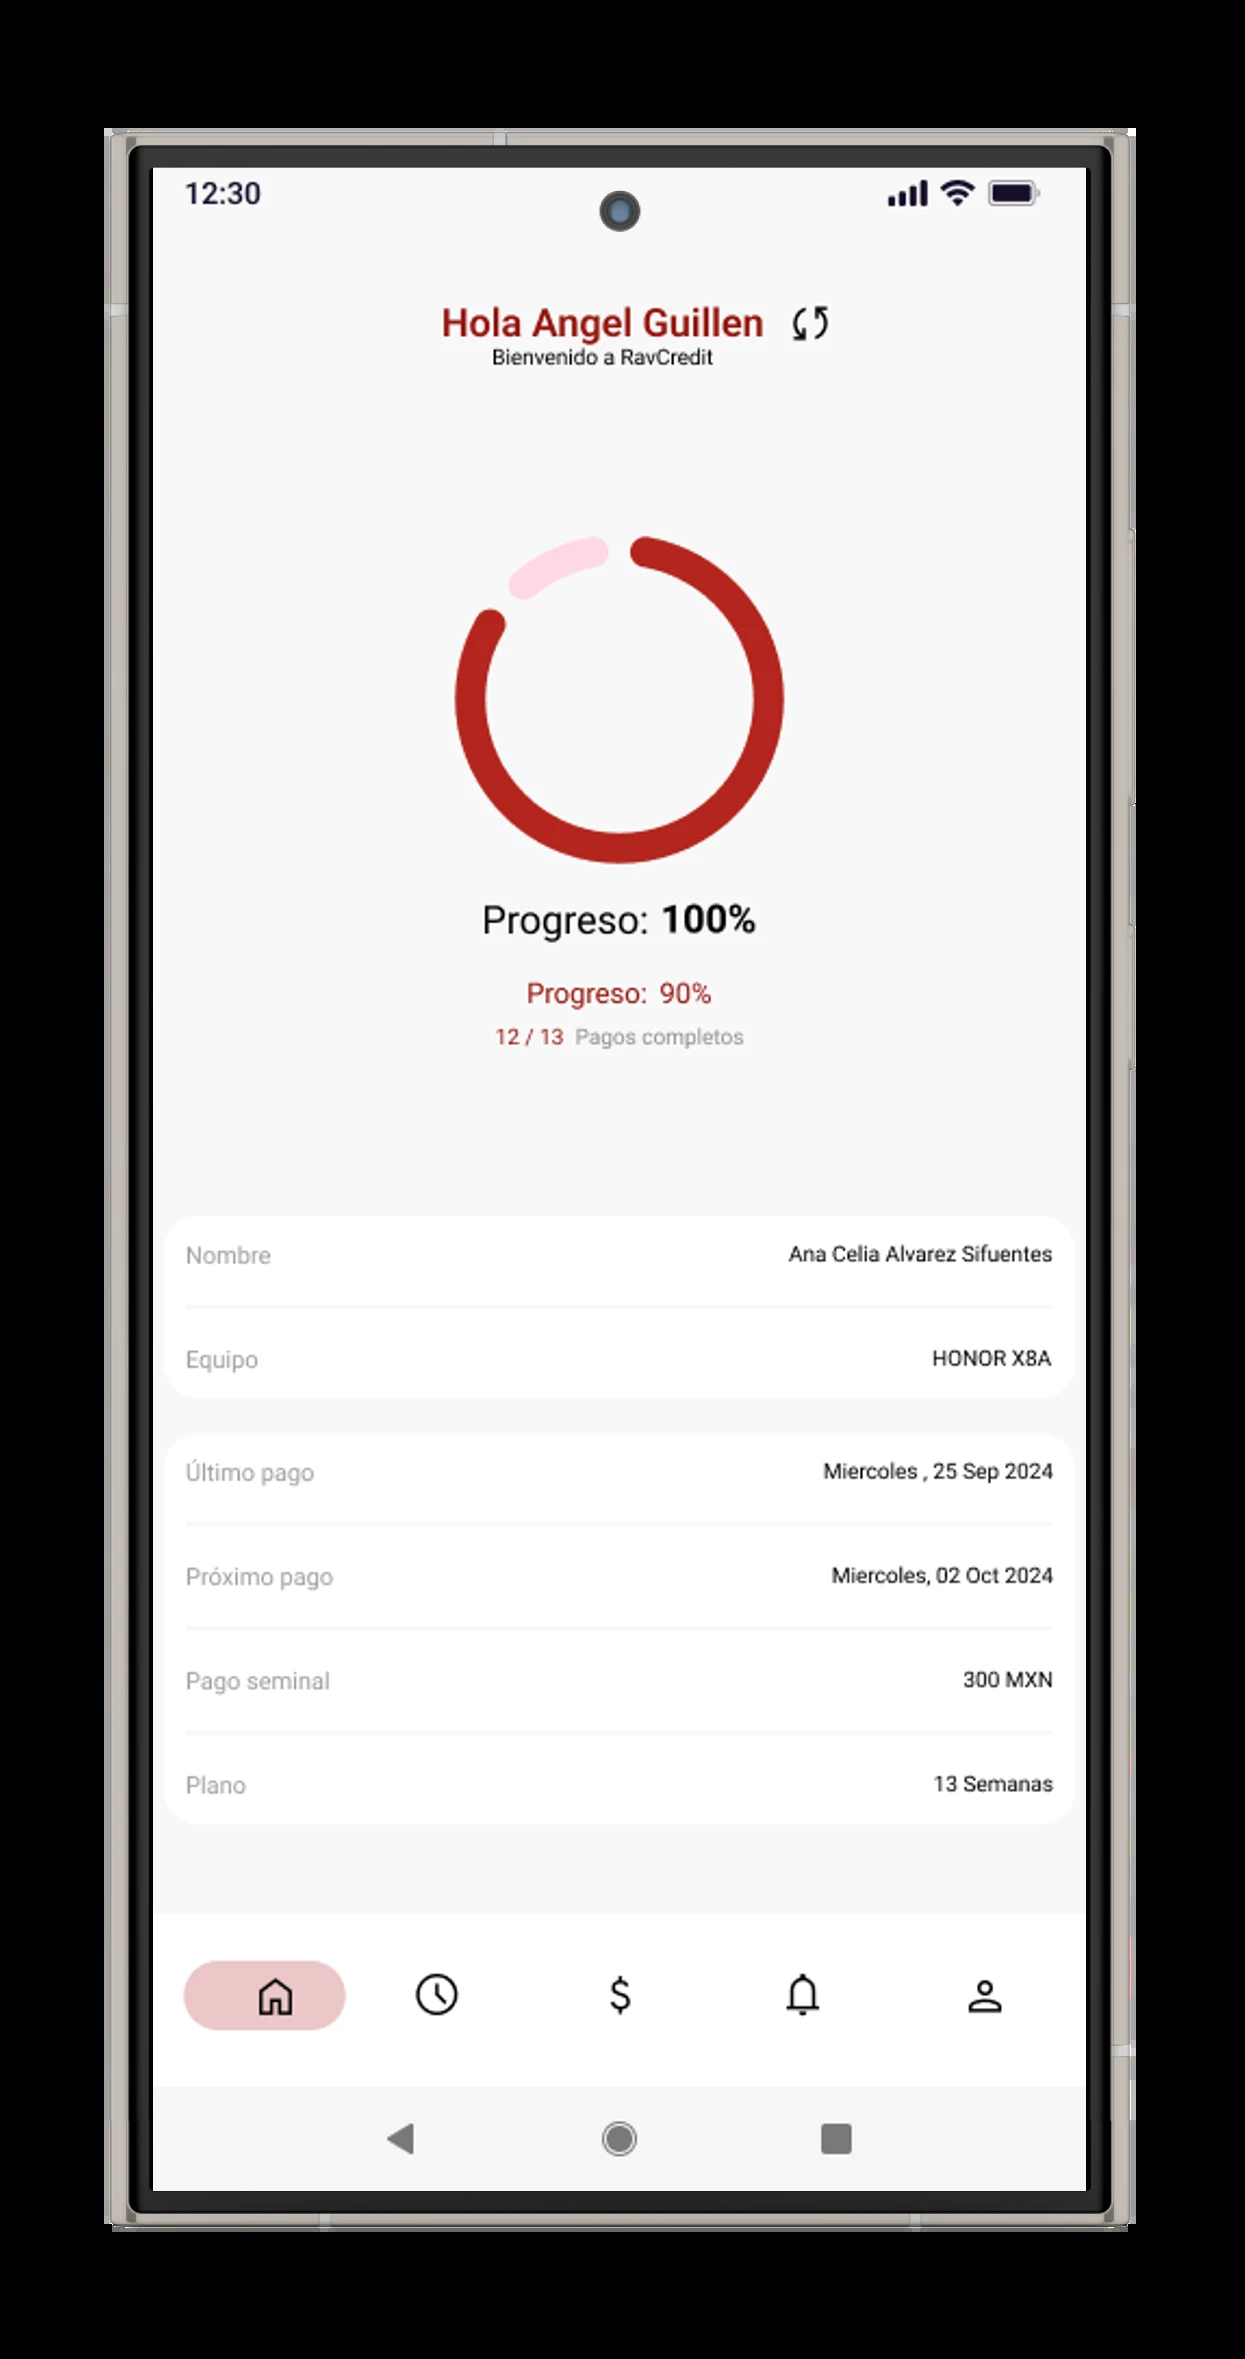 12:30
Hola Angel Guillen
Bienvenido a RavCredit
Progreso: 100%
Progreso: 90%
12 / 13 Pagos completos
Nombre Ana Celia Alvarez Sifuentes
Equipo HONOR X8A
Último pago Miercoles , 25 Sep 2024
Próximo pago Miercoles, 02 Oct 2024
Pago seminal 300 MXN
Plano 13 Semanas
$